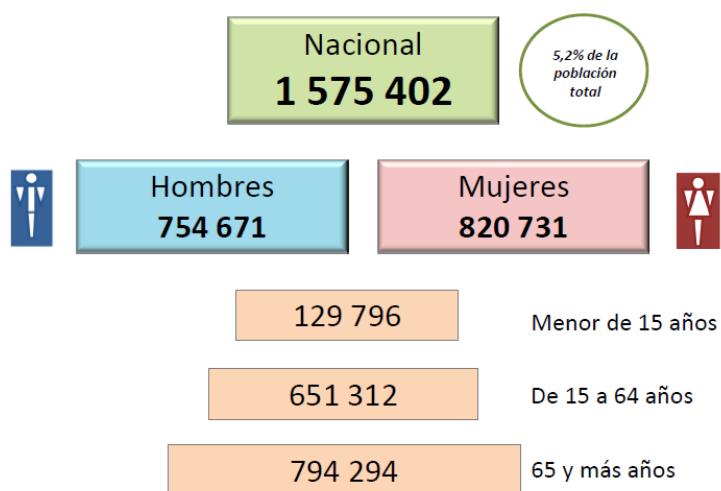 Nacional
1 575 402
5,2% de la
población
total
Hombres
754 671
Mujeres
820 731
129 796
Menor de 15 años
651 312
De 15 a 64 años
794 294
65 y más años